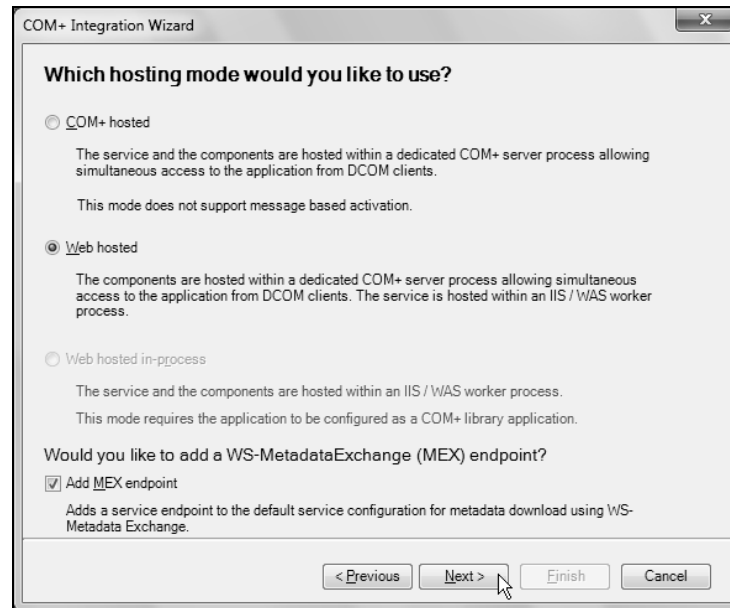 COM+ Integration Wizard
x
Which hosting mode would you like to use?
COM+ hosted
The service and the components are hosted within a dedicated COM+ server process allowing
simultaneous access to the application from DCOM clients.
This mode does not support message based activation.
Web hosted
The components are hosted within a dedicated COM+ server process allowing simultaneous
access to the application from DCOM clients. The service is hosted within an IIS / WAS worker
process.
Web hosted in-process
The service and the components are hosted within an IIS / WAS worker process.
This mode requires the application to be configured as a COM+ library application.
Would you like to add a WS-MetadataExchange (MEX) endpoint?
Add MEX endpoint
Adds a service endpoint to the default service configuration for metadata download using WS-
Metadata Exchange.
< Previous
Next >
Finish
Cancel